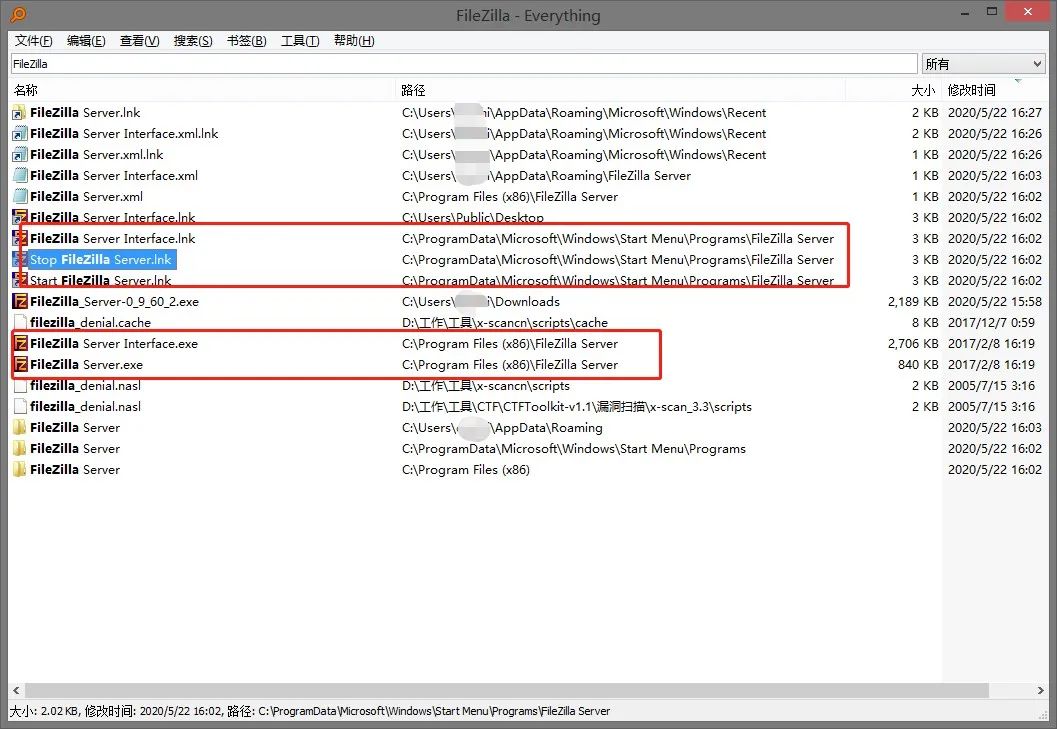 FileZilla - Everything
文件(F) 编辑(E) 查看(V) 搜索(S) 书签(B) 工具(T) 帮助(H)
FileZilla 所有
名称 路径 大小 修改时间
FileZilla Server.lnk C:\Users\ i\AppData\Roaming\Microsoft\Windows\Recent 2 KB 2020/5/22 16:27
FileZilla Server Interface.xml.lnk C:\Users\ i\AppData\Roaming\Microsoft\Windows\Recent 2 KB 2020/5/22 16:26
FileZilla Server.xml.lnk C:\Users\ \AppData\Roaming\Microsoft\Windows\Recent 1 KB 2020/5/22 16:26
FileZilla Server Interface.xml C:\Users\ \AppData\Roaming\FileZilla Server 1 KB 2020/5/22 16:03
FileZilla Server.xml C:\Program Files (x86)\FileZilla Server 1 KB 2020/5/22 16:02
FileZilla Server Interface.lnk C:\Users\Public\Desktop 3 KB 2020/5/22 16:02
FileZilla Server Interface.lnk C:\ProgramData\Microsoft\Windows\Start Menu\Programs\FileZilla Server 3 KB 2020/5/22 16:02
Stop FileZilla Server.lnk C:\ProgramData\Microsoft\Windows\Start Menu\Programs\FileZilla Server 3 KB 2020/5/22 16:02
Start FileZilla Server.lnk C:\ProgramData\Microsoft\Windows\Start Menu\Programs\FileZilla Server 3 KB 2020/5/22 16:02
FileZilla_Server-0_9_60_2.exe C:\Users\ i\Downloads 2,189 KB 2020/5/22 15:58
filezilla_denial.cache D:\工作\工具\x-scancn\scripts\cache 8 KB 2017/12/7 0:59
FileZilla Server Interface.exe C:\Program Files (x86)\FileZilla Server 2,706 KB 2017/2/8 16:19
FileZilla Server.exe C:\Program Files (x86)\FileZilla Server 840 KB 2017/2/8 16:19
filezilla_denial.nasl D:\工作\工具\x-scancn\scripts 2 KB 2005/7/15 3:16
filezilla_denial.nasl D:\工作\工具\CTF\CTFToolkit-v1.1\漏洞扫描\x-scan_3.3\scripts 2 KB 2005/7/15 3:16
FileZilla Server C:\Users\ \AppData\Roaming 2020/5/22 16:03
FileZilla Server C:\ProgramData\Microsoft\Windows\Start Menu\Programs 2020/5/22 16:02
FileZilla Server C:\Program Files (x86) 2020/5/22 16:02
大小: 2.02 KB, 修改时间: 2020/5/22 16:02, 路径: C:\ProgramData\Microsoft\Windows\Start Menu\Programs\FileZilla Server